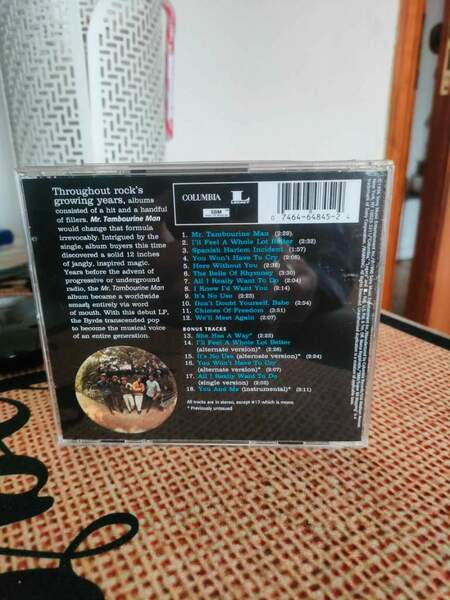 Throughout rock's
growing years, albums
consisted of a hit and a handful
of fillers. Mr. Tambourine Man
would change that formula
irrevocably. Intrigued by the
single, album buyers this time
discovered a solid 12 inches
of jangly, inspired magic.
Years before the advent of
progressive or underground
radio, the Mr. Tambourine Man
album became a worldwide
smash entirely via word
of mouth. With this debut LP,
the Byrds transcended pop
to become the musical voice
of an entire generation.
COLUMBIA
L
LEGACY
SBM
0 7464-64845-2 4
1. Mr. Tambourine Man (2:29)
2. I'll Feel A Whole Lot Better (2:32)
3. Spanish Harlem Incident (1:57)
4. You Won't Have To Cry (2:08)
5. Here Without You (2:36)
6. The Bells Of Rhymney (3:30)
7. All I Really Want To Do (2:04)
8. I Knew I'd Want You (2:14)
9. It's No Use (2:23)
10. Don't Doubt Yourself, Babe (2:54)
11. Chimes Of Freedom (3:51)
12. We'll Meet Again (2:07)
BONUS TRACKS
13. She Has A Way* (2:25)
14. I'll Feel A Whole Lot Better
(alternate version)* (2:28)
15. It's No Use (alternate version)* (2:24)
16. You Won't Have To Cry
(alternate version)* (2:07)
17. All I Really Want To Do
(single version) (2:02)
18. You And Me (instrumental)* (2:11)
All tracks are in stereo, except #17 which is mono.
* Previously unissued